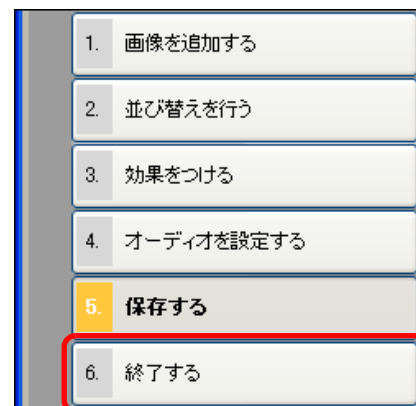 1. 画像を追加する
2. 並び替えを行う
3. 効果をつける
4. オーディオを設定する
5. 保存する
6. 終了する